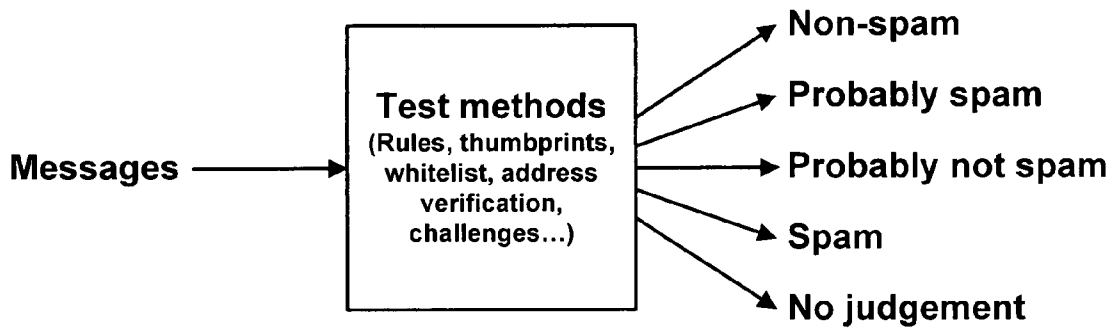 Messages
Test methods
(Rules, thumbprints,
whitelist, address
verification,
challenges...)
Non-spam
Probably spam
Probably not spam
Spam
No judgement